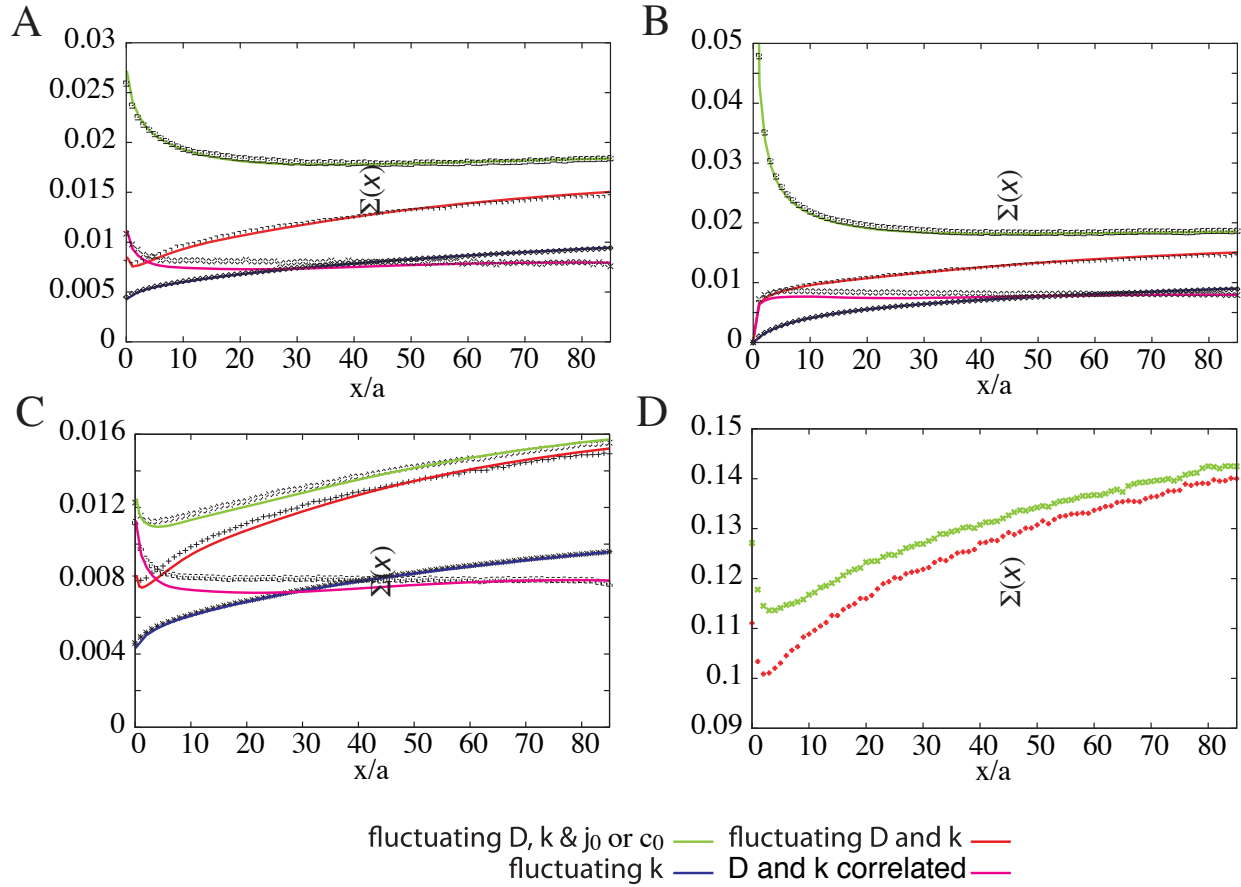 A
0.03
0.025
0.02
0.015
0.01
0.005
0
0 10 20 30 40 50 60 70 80
x/a
Σ(x)
B
0.05
0.04
0.03
0.02
0.01
0
0 10 20 30 40 50 60 70 80
x/a
Σ(x)
C
0.016
0.012
0.008
0.004
0
0 10 20 30 40 50 60 70 80
x/a
Σ(x)
D
0.15
0.14
0.13
0.12
0.11
0.1
0.09
0 10 20 30 40 50 60 70 80
x/a
Σ(x)
fluctuating D, k & j0 or c0 fluctuating D and k
fluctuating k D and k correlated